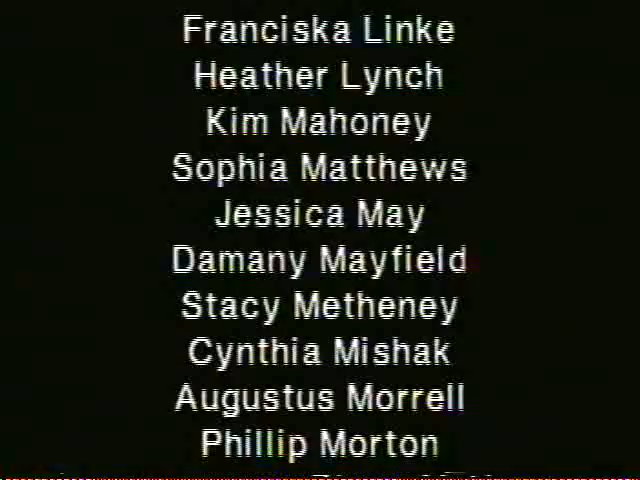 Franciska Linke
Heather Lynch
Kim Mahoney
Sophia Matthews
Jessica May
Damany Mayfield
Stacy Metheney
Cynthia Mishak
Augustus Morrell
Phillip Morton